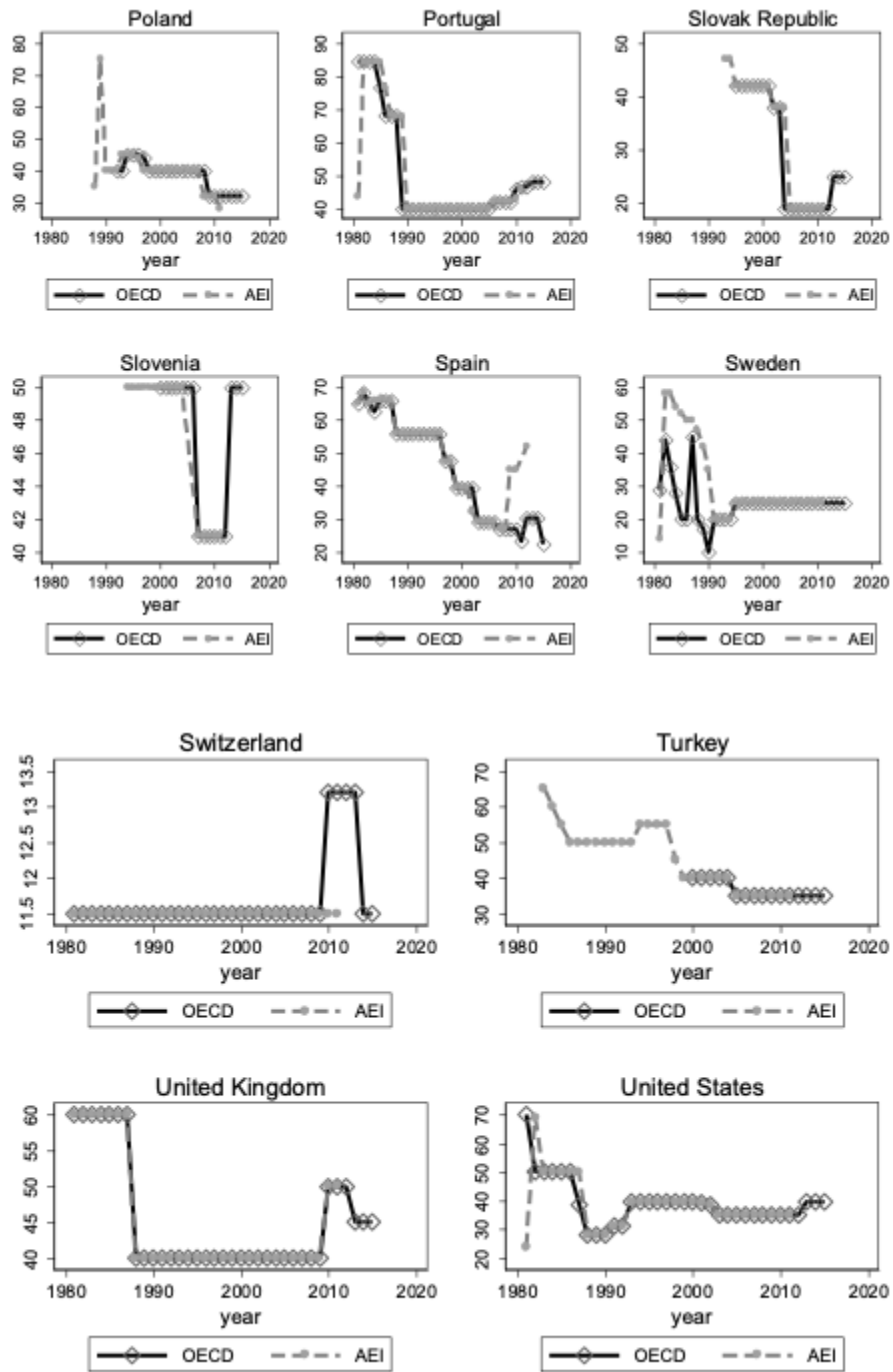 Poland
80
70
60
50
40
30
1980 1990 2000 2010 2020
year
OECD AEI
Portugal
90
80
70
60
50
40
1980 1990 2000 2010 2020
year
OECD AEI
Slovak Republic
50
40
30
20
1980 1990 2000 2010 2020
year
OECD AEI
Slovenia
50
48
46
44
42
40
1980 1990 2000 2010 2020
year
OECD AEI
Spain
70
60
50
40
30
20
1980 1990 2000 2010 2020
year
OECD AEI
Sweden
60
50
40
30
20
10
1980 1990 2000 2010 2020
year
OECD AEI
Switzerland
13.5
13
12.5
12
11.5
1980 1990 2000 2010 2020
year
OECD AEI
Turkey
70
60
50
40
30
1980 1990 2000 2010 2020
year
OECD AEI
United Kingdom
60
55
50
45
40
1980 1990 2000 2010 2020
year
OECD AEI
United States
70
60
50
40
30
20
1980 1990 2000 2010 2020
year
OECD AEI